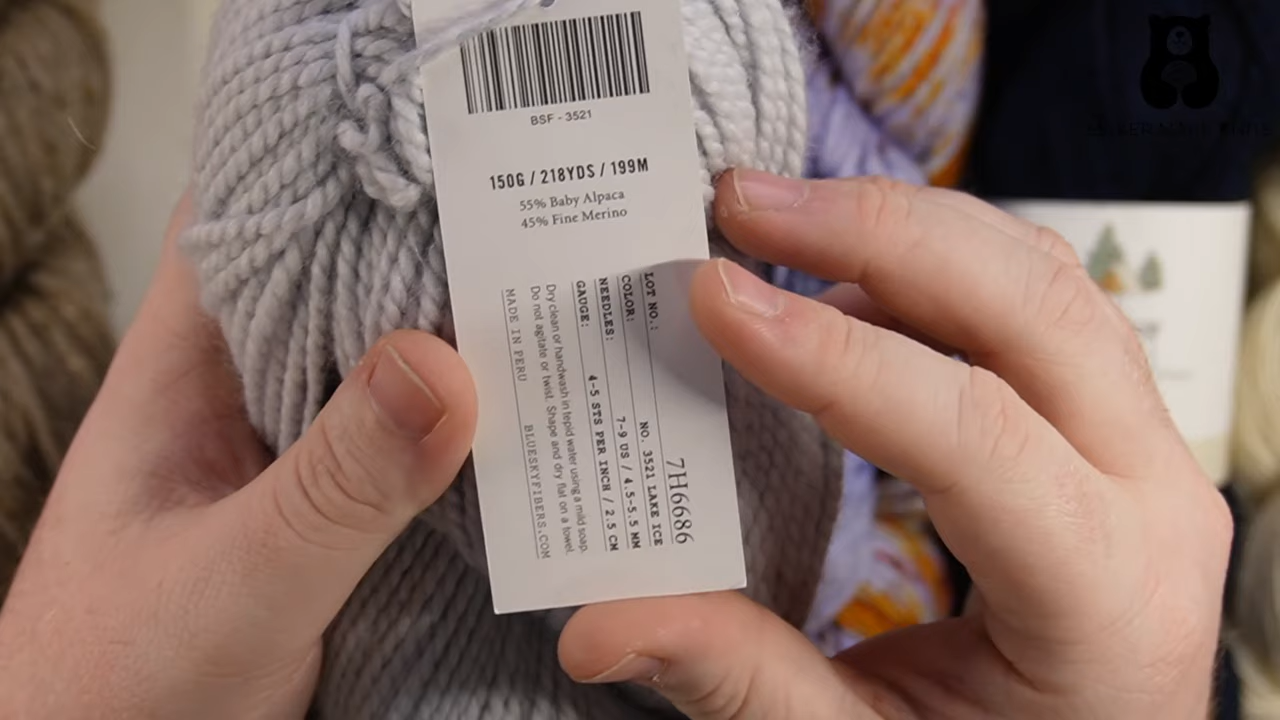 BSF - 3521
150G / 218YDS / 199M
55% Baby Alpaca
45% Fine Merino
LOT NO.: 7H6686
COLOR: NO. 3521 LAKE ICE
NEEDLES: 7-9 US / 4.5-5.5 MM
GAUGE: 4-5 STS PER INCH / 2.5 CM
Dry clean or handwash in tepid water using a mild soap.
Do not agitate or twist. Shape and dry flat on a towel.
MADE IN PERU BLUESKYFIBERS.COM